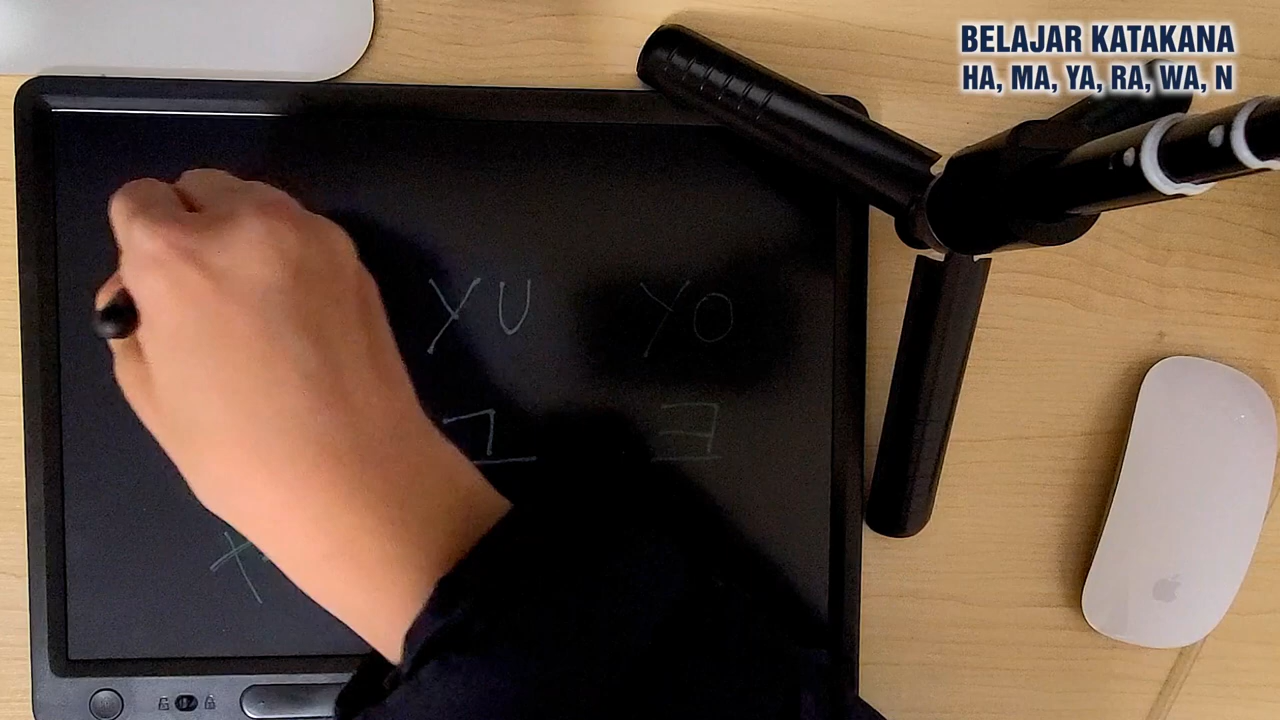 BELAJAR KATAKANA
HA, MA, YA, RA, WA, N
YU YO
ユ ヨ